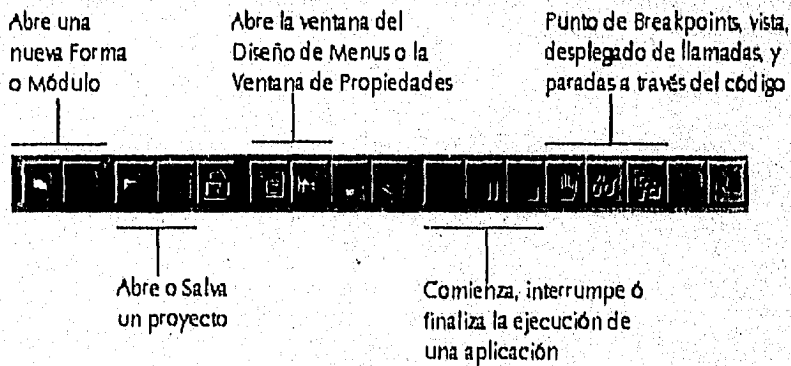 Abre una
nueva Forma
o Módulo
Abre la ventana del
Diseño de Menus o la
Ventana de Propiedades
Punto de Breakpoints, vista,
desplegado de llamadas, y
paradas a través del código
Abre o Salva
un proyecto
Comienza, interrumpe ó
finaliza la ejecución de
una aplicación